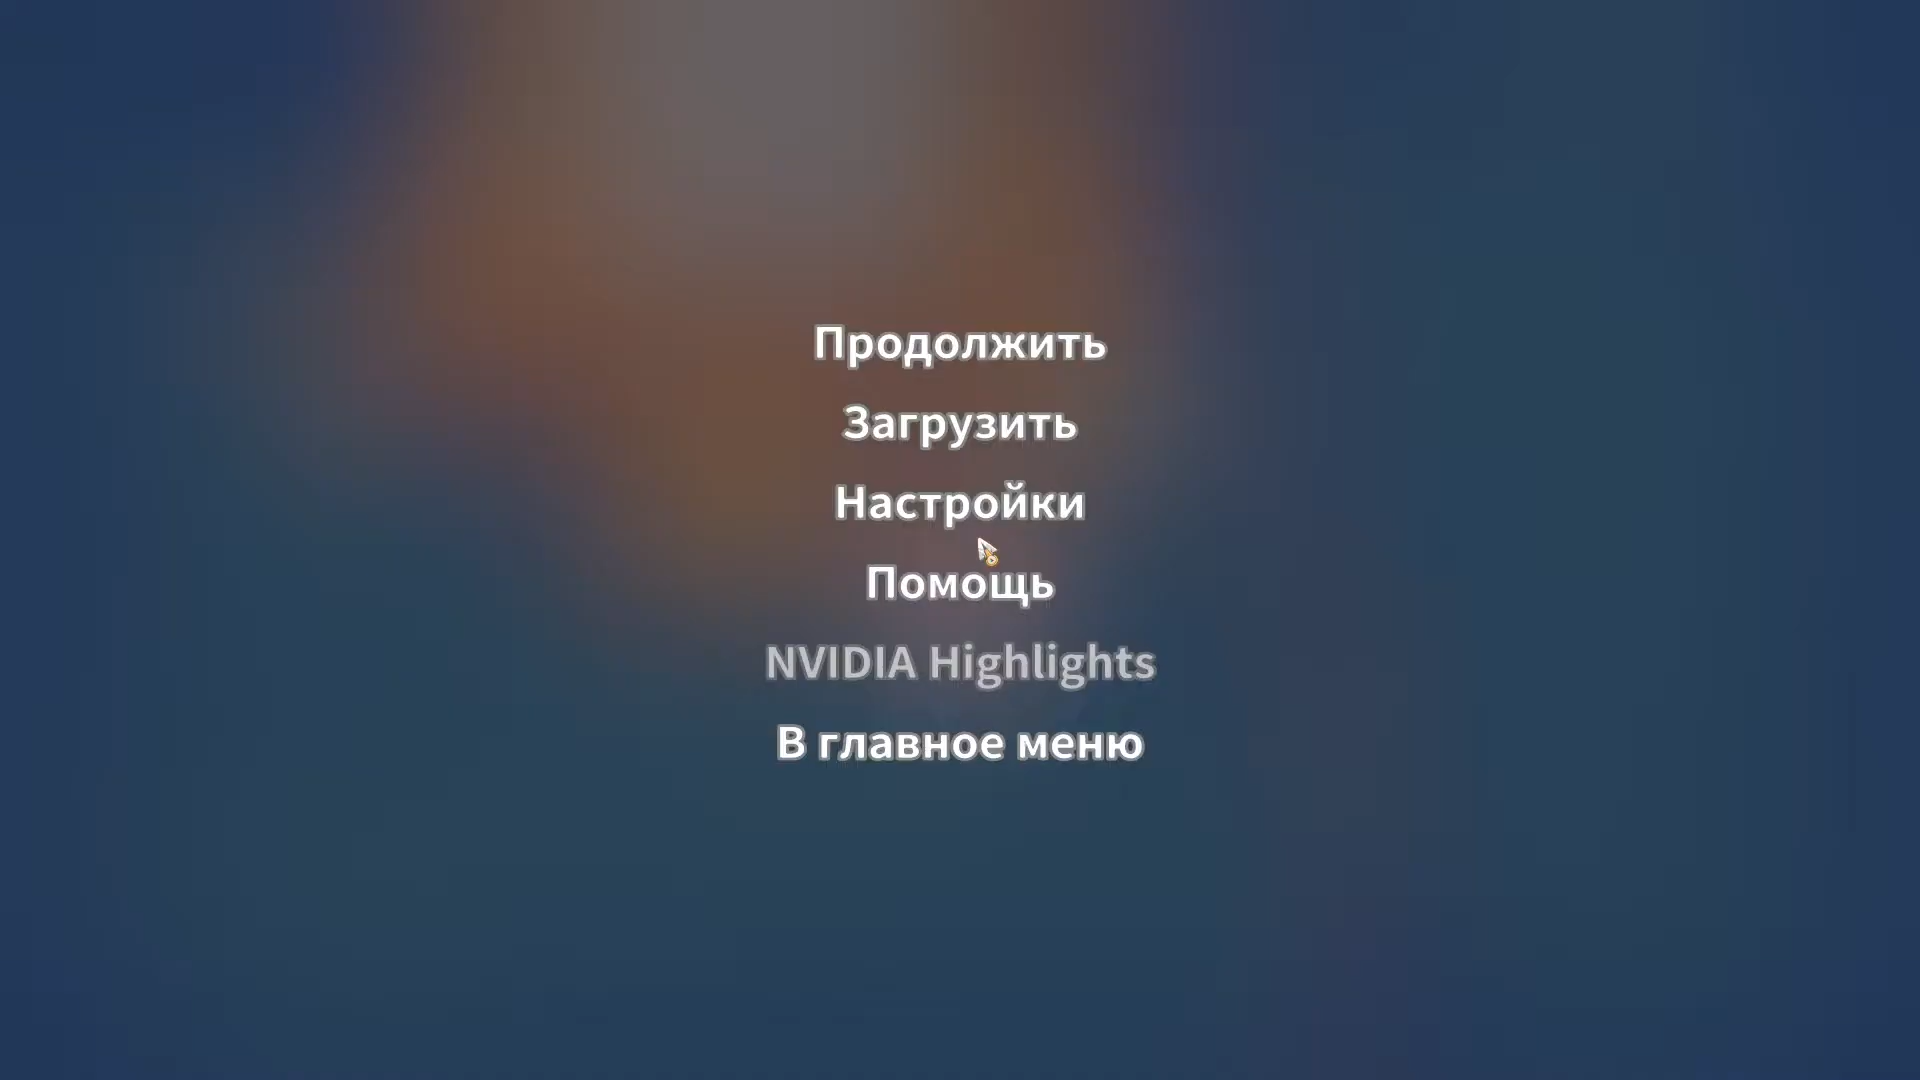 Продолжить
Загрузить
Настройки
Помощь
NVIDIA Highlights
В главное меню